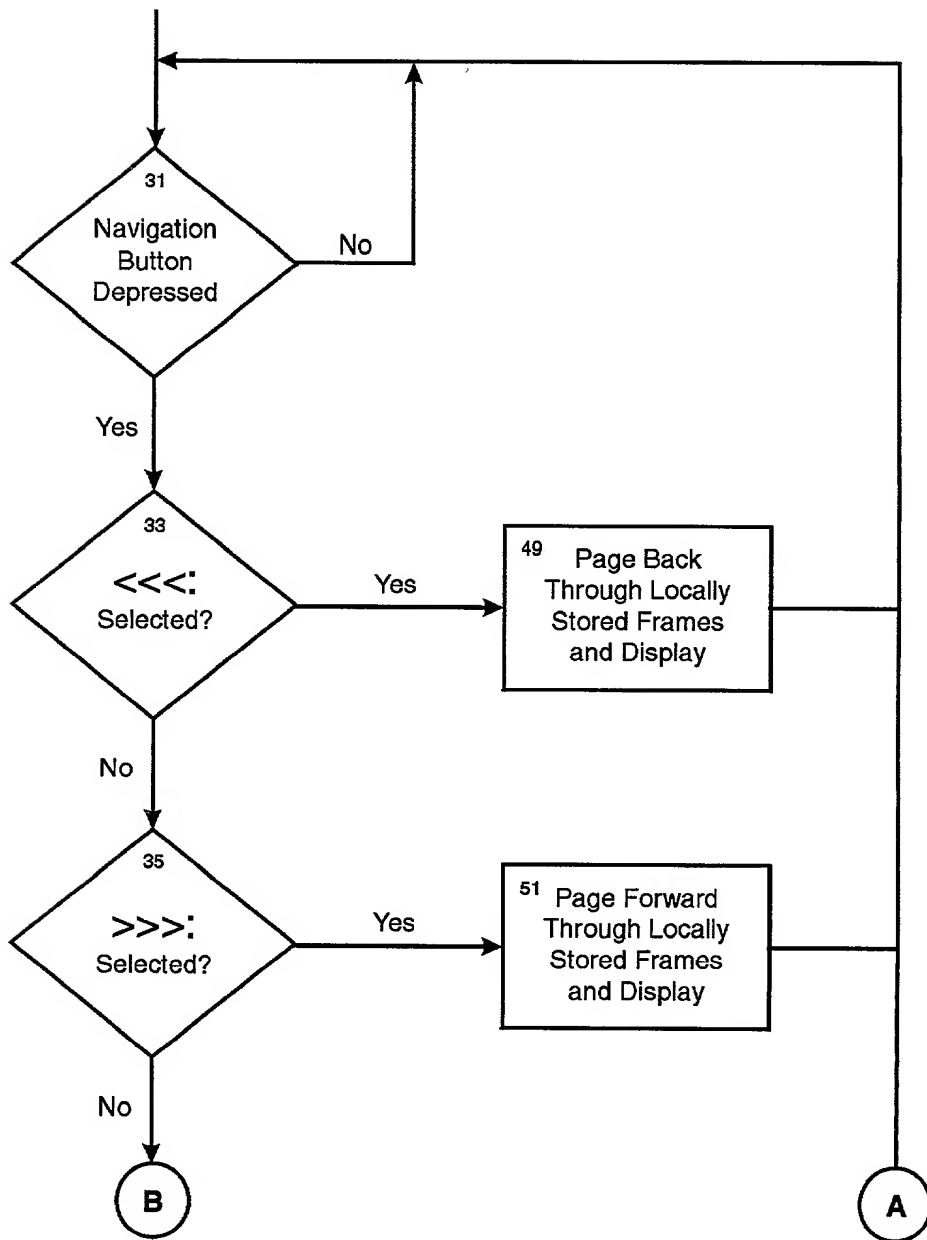 31
Navigation
Button
Depressed
No
Yes
33
<<<:
Selected?
Yes
49 Page Back
Through Locally
Stored Frames
and Display
No
35
>>>:
Selected?
Yes
51 Page Forward
Through Locally
Stored Frames
and Display
No
B
A